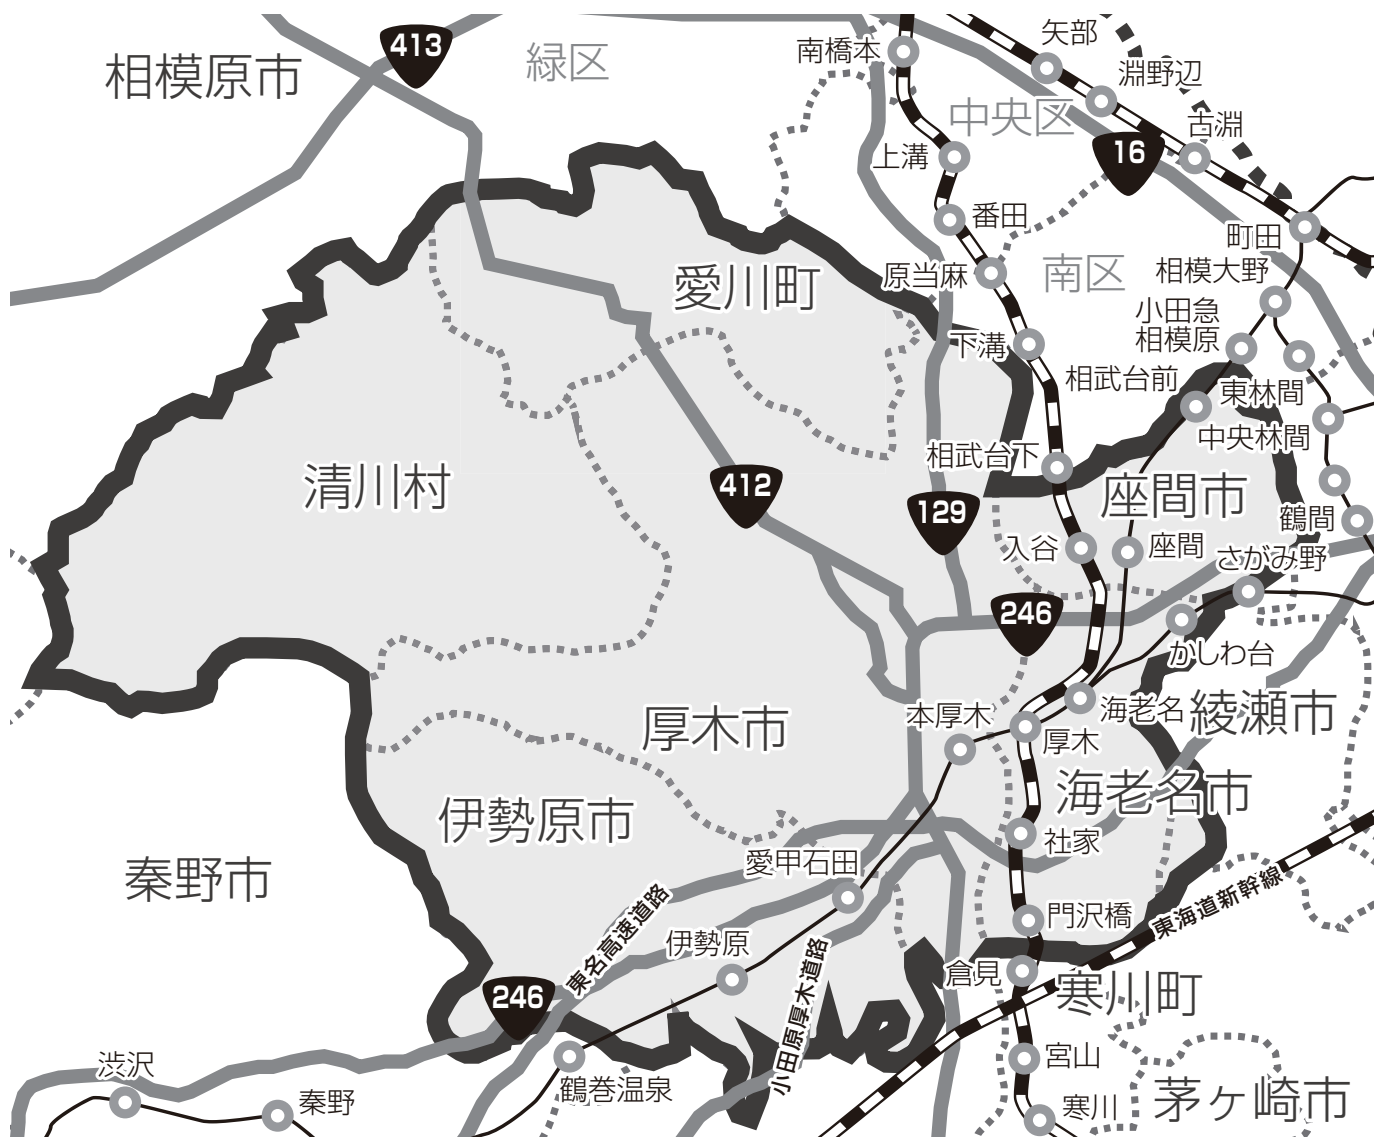 413
相模原市
緑区
南橋本
矢部
淵野辺
中央区
古淵
16
上溝
番田
町田
原当麻
南区
相模大野
愛川町
小田急
相模原
下溝
相武台前
東林間
中央林間
相武台下
清川村
412
座間市
129
鶴間
入谷
座間
さがみ野
246
かしわ台
本厚木
海老名
綾瀬市
厚木市
厚木
海老名市
伊勢原市
社家
愛甲石田
秦野市
東海道新幹線
門沢橋
東名高速道路
伊勢原
倉見
寒川町
246
小田原厚木道路
宮山
渋沢
鶴巻温泉
秦野
寒川
茅ヶ崎市